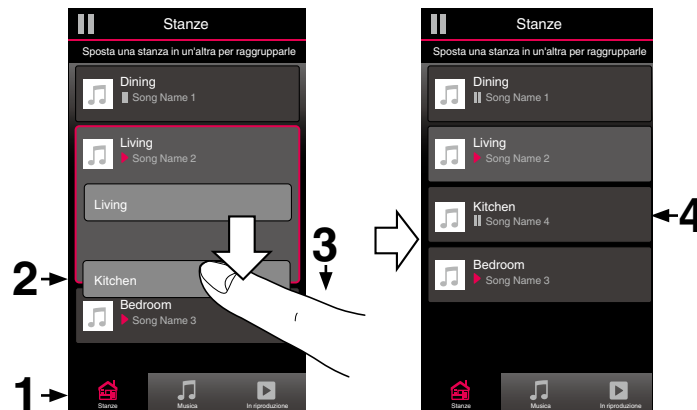 Stanze
Sposta una stanza in un'altra per raggrupparle
Dining
Song Name 1
Living
Song Name 2
Living
Kitchen
Bedroom
Song Name 3
Stanze
Musica
In riproduzione
1
2
3
Stanze
Sposta una stanza in un'altra per raggrupparle
Dining
Song Name 1
Living
Song Name 2
Kitchen
Song Name 4
Bedroom
Song Name 3
Stanze
Musica
In riproduzione
4